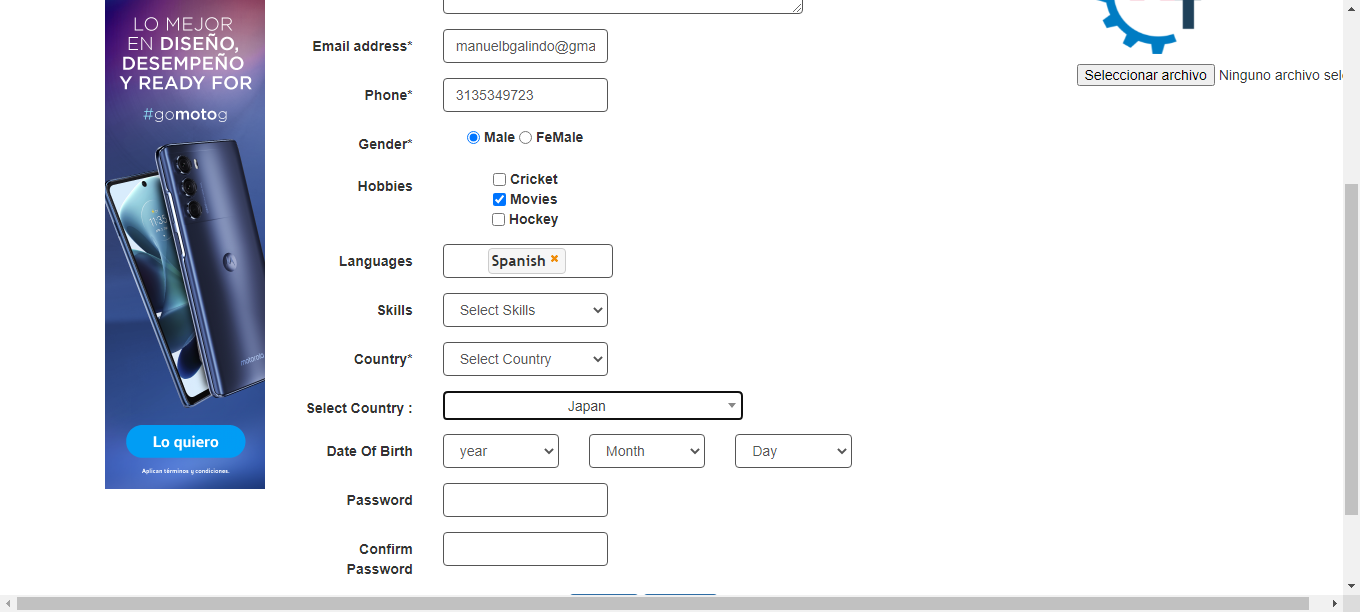 LO MEJOR
EN DISEÑO,
DESEMPEÑO
Y READY FOR
#gomotog
11:35
motorola
Lo quiero
Aplican términos y condiciones.
Email address* manuelbgalindo@gma
Phone* 3135349723
Gender* Male FeMale
Hobbies Cricket
Movies
Hockey
Languages Spanish
Skills Select Skills
Country* Select Country
Select Country : Japan
Date Of Birth year Month Day
Password
Confirm
Password
Seleccionar archivo Ninguno archivo sel